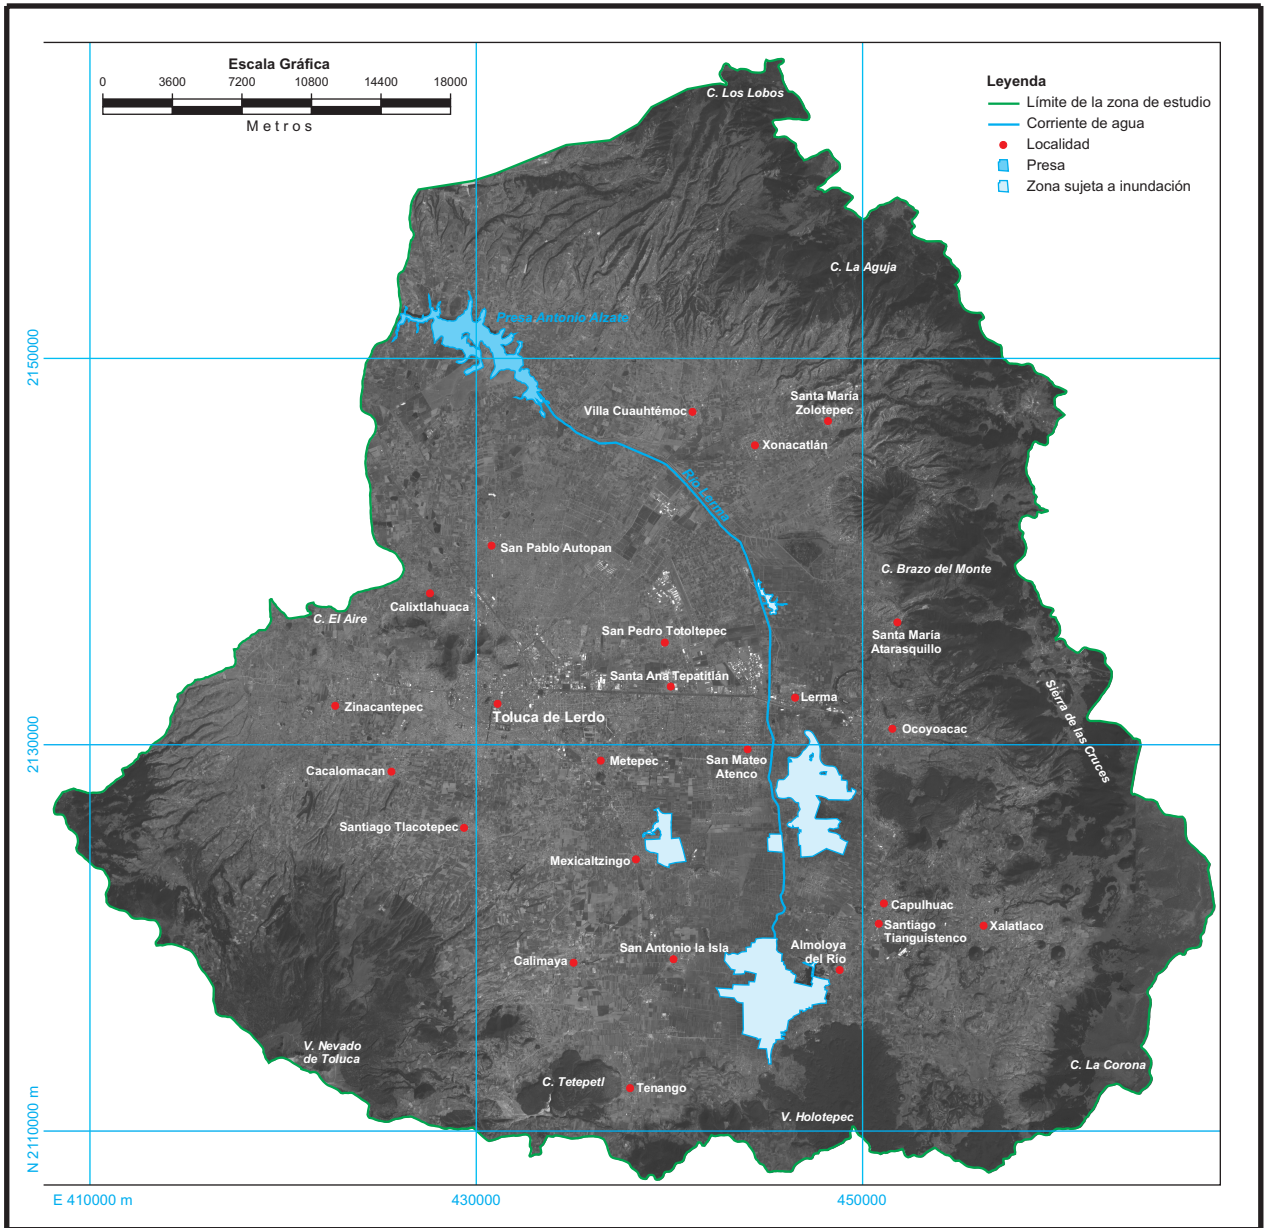 Escala Gráfica
0 3600 7200 10800 14400 18000
Metros
Leyenda
Límite de la zona de estudio
Corriente de agua
Localidad
Presa
Zona sujeta a inundación
C. Los Lobos
C. La Aguja
Presa Antonio Alzate
2150000
Villa Cuauhtémoc
Santa María
Zolotepec
Xonacatlán
Río Lerma
San Pablo Autopan
C. Brazo del Monte
Calixtlahuaca
C. El Aire
San Pedro Totoltepec
Santa María
Atarasquillo
Santa Ana Tepatitlán
Lerma
Sierra de las Cruces
Zinacantepec
Toluca de Lerdo
Ocoyoacac
2130000
Metepec
San Mateo
Atenco
Cacalomacan
Santiago Tlacotepec
Mexicaltzingo
Capulhuac
Santiago
Tianguistenco
Xalatlaco
San Antonio la Isla
Almoloya
del Río
Calimaya
V. Nevado
de Toluca
C. La Corona
C. Tetepetl
Tenango
V. Holotepec
N 2110000 m
E 410000 m
430000
450000